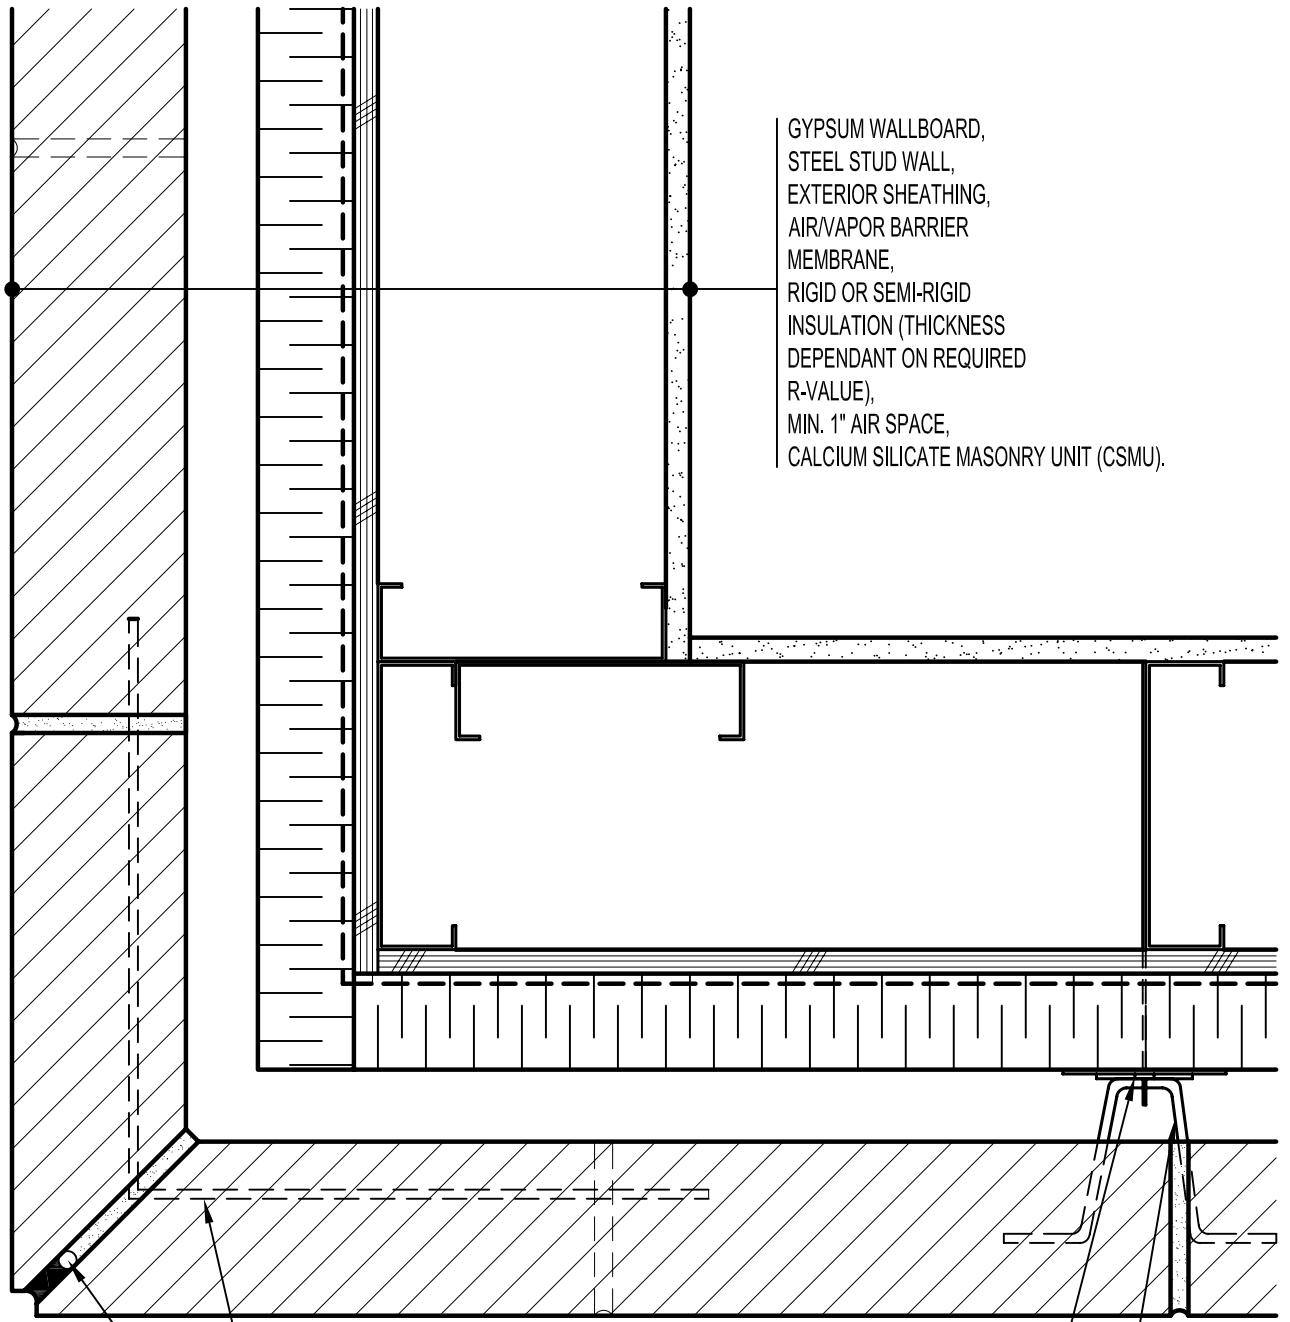 GYPSUM WALLBOARD,
STEEL STUD WALL,
EXTERIOR SHEATHING,
AIR/VAPOR BARRIER
MEMBRANE,
RIGID OR SEMI-RIGID
INSULATION (THICKNESS
DEPENDANT ON REQUIRED
R-VALUE),
MIN. 1" AIR SPACE,
CALCIUM SILICATE MASONRY UNIT (CSMU).